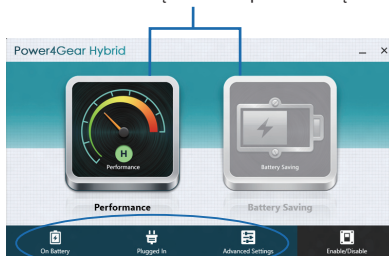 Power4Gear Hybrid
H
Performance
Battery Saving
Performance
Battery Saving
On Battery
Plugged In
Advanced Settings
Enable/Disable